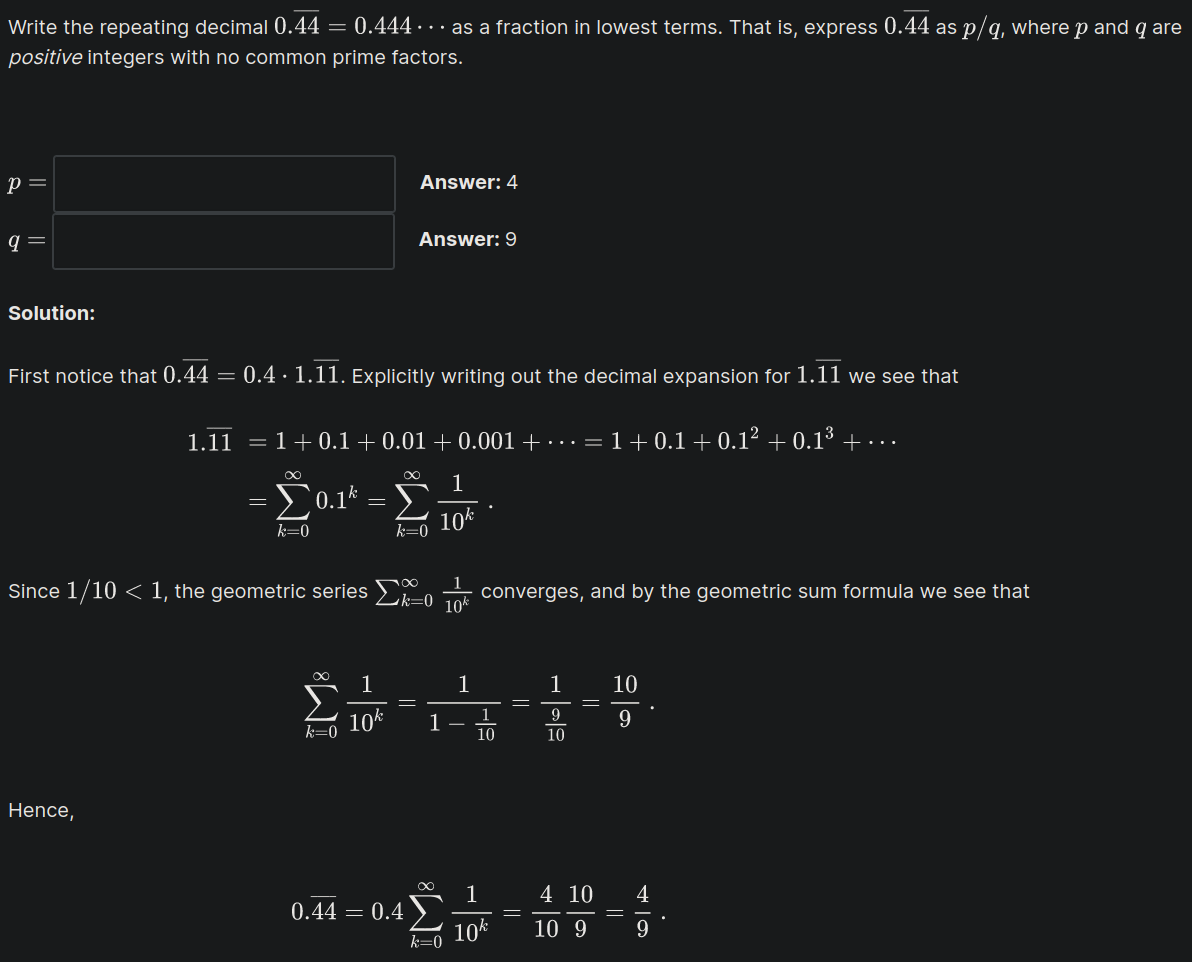 Write the repeating decimal $0.\overline{44} = 0.444\cdots$ as a fraction in lowest terms. That is, express $0.\overline{44}$ as $p/q$, where $p$ and $q$ are
positive integers with no common prime factors.
$p =$ Answer: 4
$q =$ Answer: 9
Solution:
First notice that $0.\overline{44} = 0.4 \cdot 1.\overline{11}$. Explicitly writing out the decimal expansion for $1.\overline{11}$ we see that
$1.\overline{11} = 1 + 0.1 + 0.01 + 0.001 + \cdots = 1 + 0.1 + 0.1^2 + 0.1^3 + \cdots$
$= \sum_{k=0}^{\infty} 0.1^k = \sum_{k=0}^{\infty} \frac{1}{10^k}.$
Since $1/10 < 1$, the geometric series $\sum_{k=0}^{\infty} \frac{1}{10^k}$ converges, and by the geometric sum formula we see that
$\sum_{k=0}^{\infty} \frac{1}{10^k} = \frac{1}{1 - \frac{1}{10}} = \frac{1}{\frac{9}{10}} = \frac{10}{9}.$
Hence,
$0.\overline{44} = 0.4 \sum_{k=0}^{\infty} \frac{1}{10^k} = \frac{4}{10} \frac{10}{9} = \frac{4}{9}.$